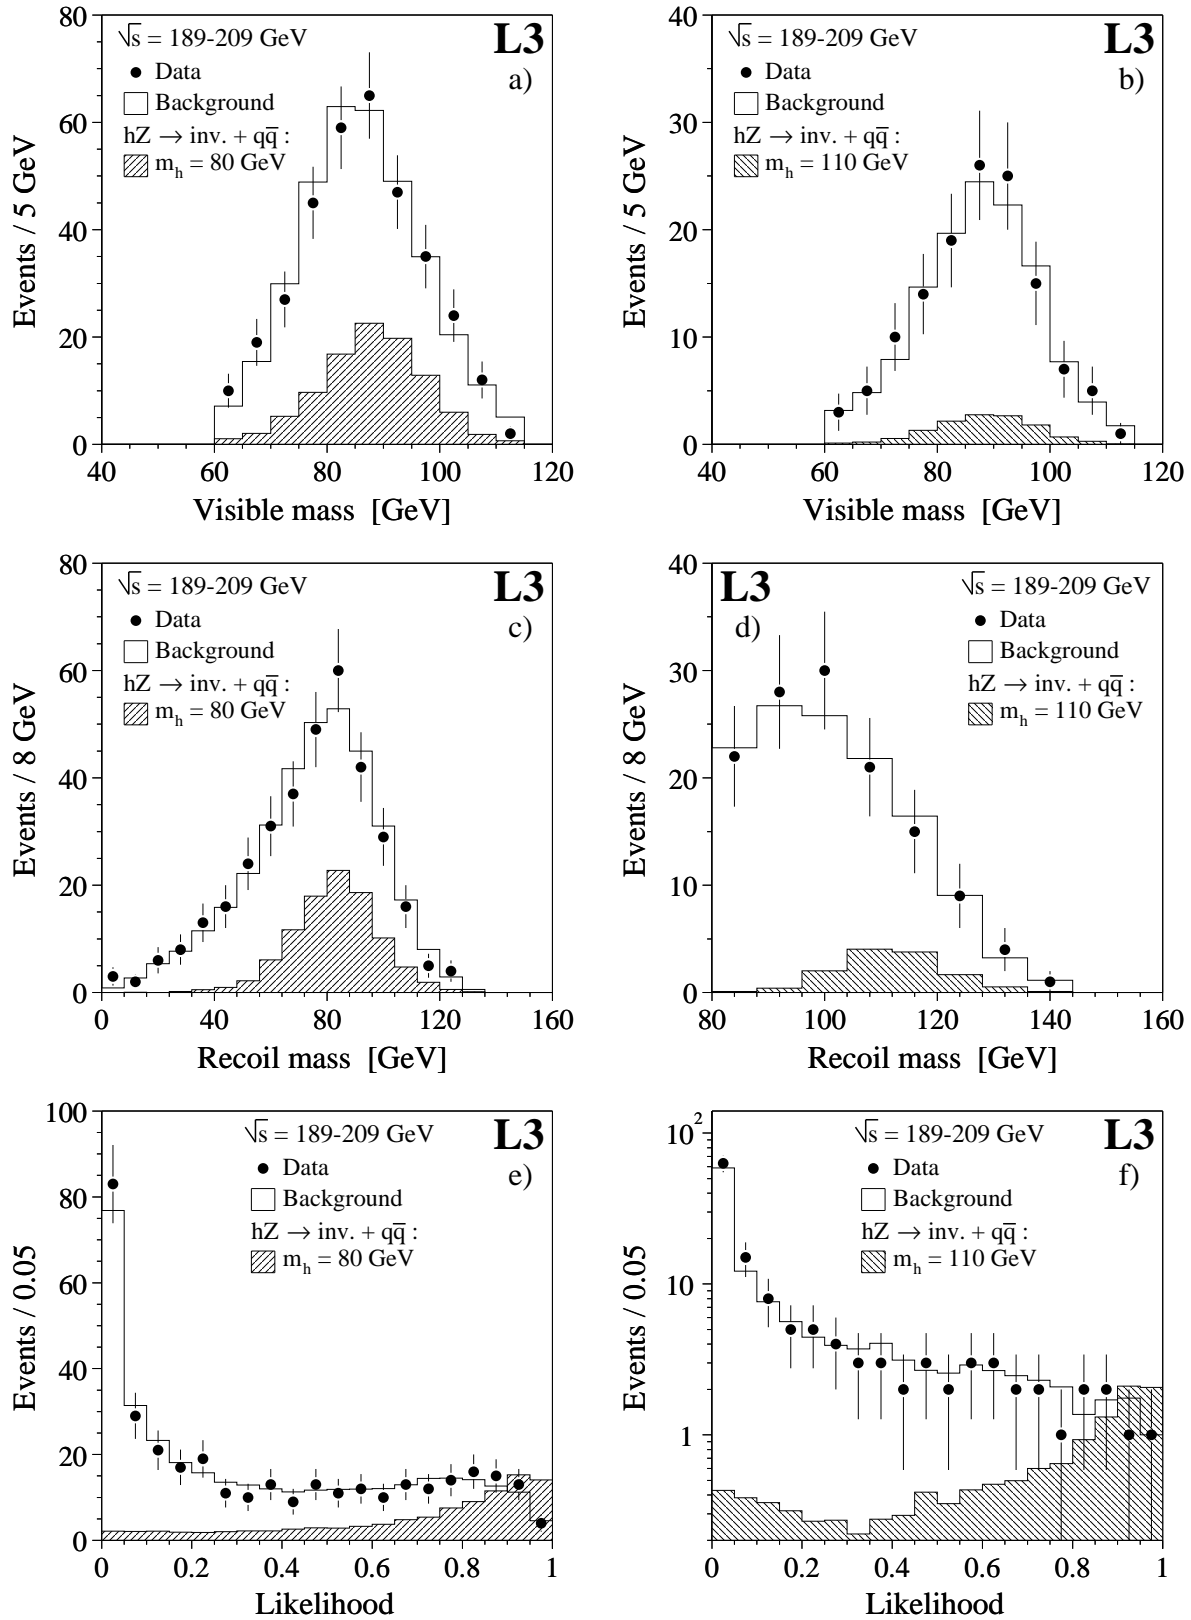 √s = 189-209 GeV
L3
a)
Data
Background
hZ → inv. + qq̅ :
m_h = 80 GeV
Events / 5 GeV
0
20
40
60
80
40
60
80
100
120
Visible mass [GeV]
√s = 189-209 GeV
L3
b)
Data
Background
hZ → inv. + qq̅ :
m_h = 110 GeV
Events / 5 GeV
0
10
20
30
40
40
60
80
100
120
Visible mass [GeV]
√s = 189-209 GeV
L3
c)
Data
Background
hZ → inv. + qq̅ :
m_h = 80 GeV
Events / 8 GeV
0
20
40
60
80
0
40
80
120
160
Recoil mass [GeV]
L3
d)
√s = 189-209 GeV
Data
Background
hZ → inv. + qq̅ :
m_h = 110 GeV
Events / 8 GeV
0
10
20
30
40
80
100
120
140
160
Recoil mass [GeV]
√s = 189-209 GeV
L3
e)
Data
Background
hZ → inv. + qq̅ :
m_h = 80 GeV
Events / 0.05
0
20
40
60
80
100
0
0.2
0.4
0.6
0.8
1
Likelihood
√s = 189-209 GeV
L3
f)
Data
Background
hZ → inv. + qq̅ :
m_h = 110 GeV
Events / 0.05
1
10
10²
0
0.2
0.4
0.6
0.8
1
Likelihood